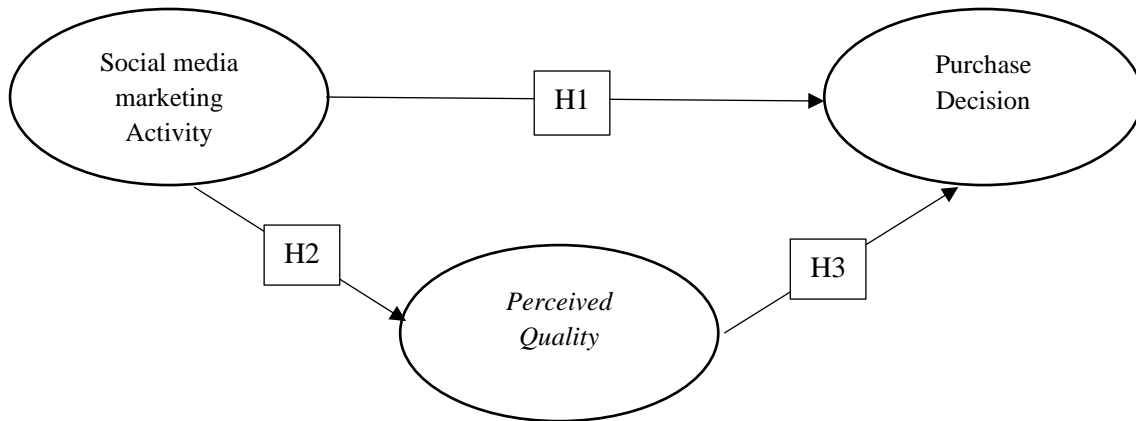 Social media
marketing
Activity
H1
Purchase
Decision
H2
Perceived
Quality
H3